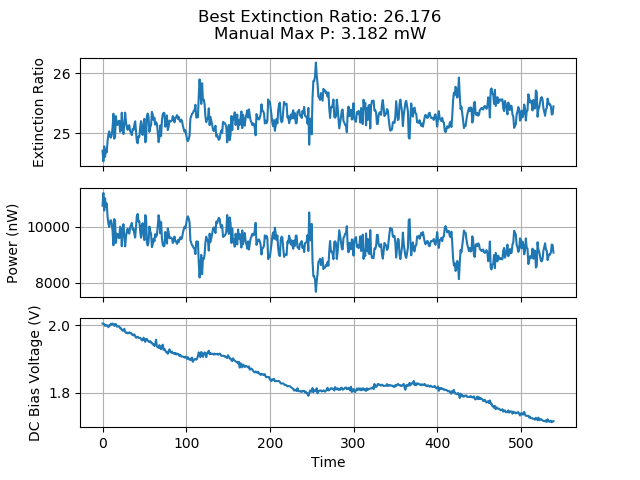 Best Extinction Ratio: 26.176
Manual Max P: 3.182 mW
Extinction Ratio
26
25
Power (nW)
10000
8000
DC Bias Voltage (V)
2.0
1.8
0 100 200 300 400 500
Time